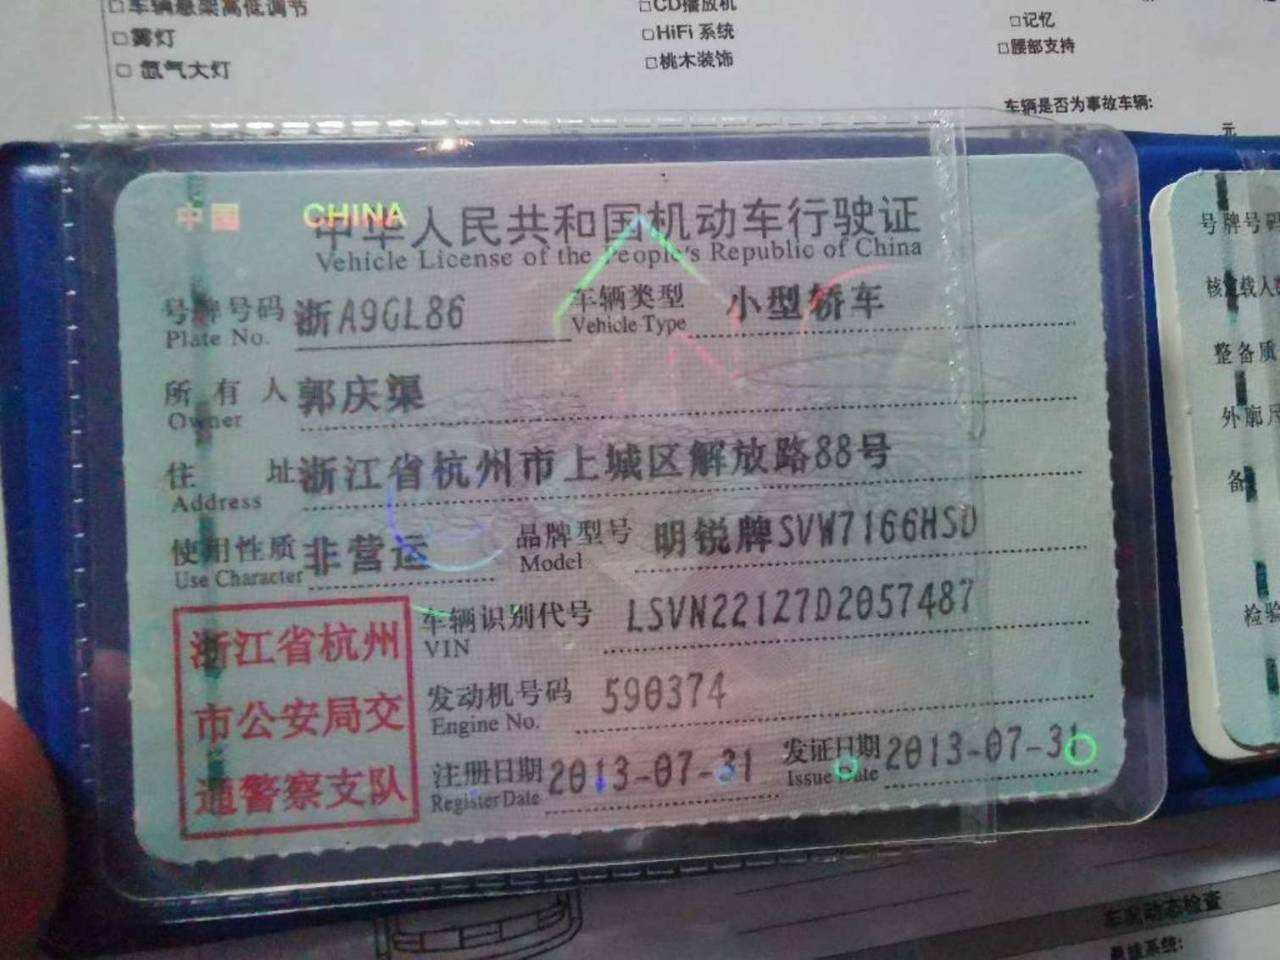 □车辆悬架高低调节
□雾灯
□ 氙气大灯
□CD播放机
□HiFi 系统
□桃木装饰
□记忆
□腰部支持
车辆是否为事故车辆:
元
中国 CHINA
中华人民共和国机动车行驶证
Vehicle License of the People's Republic of China
号牌号码 浙A9GL86 车辆类型 小型轿车
Plate No. Vehicle Type
所有人 郭庆渠
Owner
住址 浙江省杭州市上城区解放路88号
Address
使用性质 非营运 品牌型号 明锐牌SVW7166HSD
Use Character Model
浙江省杭州
市公安局交
通警察支队
车辆识别代号 LSVN22127D2057487
VIN
发动机号码 590374
Engine No.
注册日期 2013-07-31 发证日期 2013-07-31
Register Date Issue Date
号牌号码
核定载人
整备质
外廓
备
检验
车况动态检查
悬挂系统: